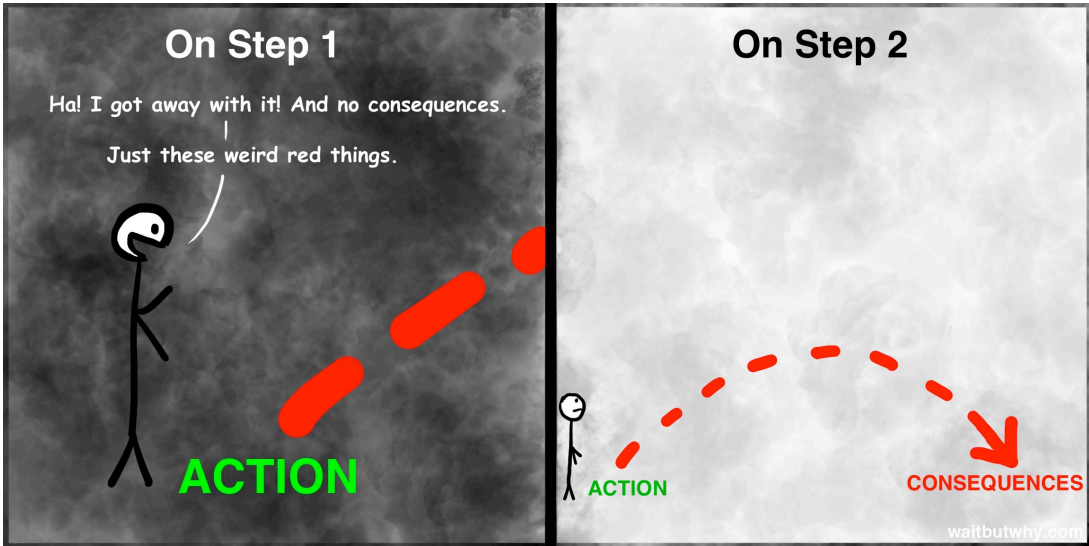 On Step 1
Ha! I got away with it! And no consequences.
Just these weird red things.
ACTION
On Step 2
ACTION
CONSEQUENCES
waitbutwhy.com